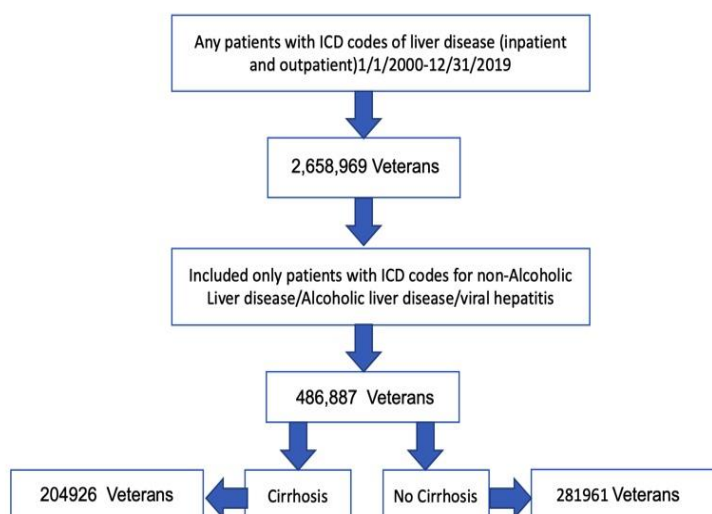 Any patients with ICD codes of liver disease (inpatient
and outpatient)1/1/2000-12/31/2019
2,658,969 Veterans
Included only patients with ICD codes for non-Alcoholic
Liver disease/Alcoholic liver disease/viral hepatitis
486,887 Veterans
204926 Veterans
Cirrhosis
No Cirrhosis
281961 Veterans